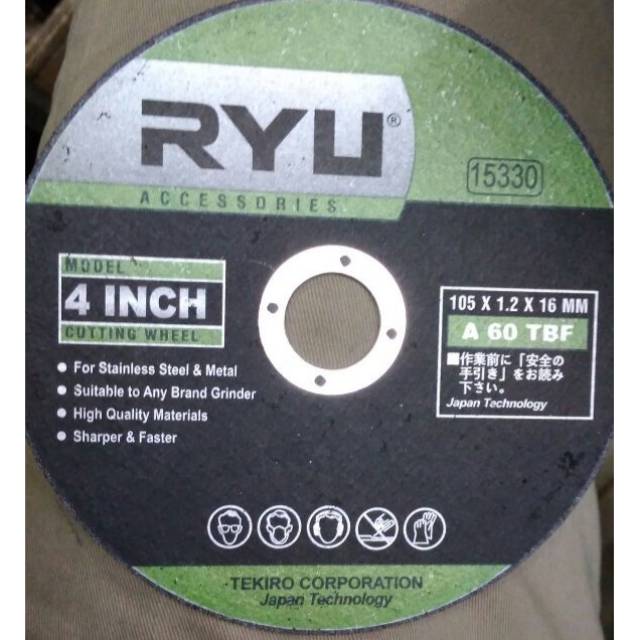 RYU®
ACCESSORIES
15330
MODEL
4 INCH
CUTTING WHEEL
• For Stainless Steel & Metal
• Suitable to Any Brand Grinder
• High Quality Materials
• Sharper & Faster
105 X 1.2 X 16 MM
A 60 TBF
■作業前に「安全の
手引き」をお読み
下さい。
Japan Technology
TEKIRO CORPORATION
Japan Technology